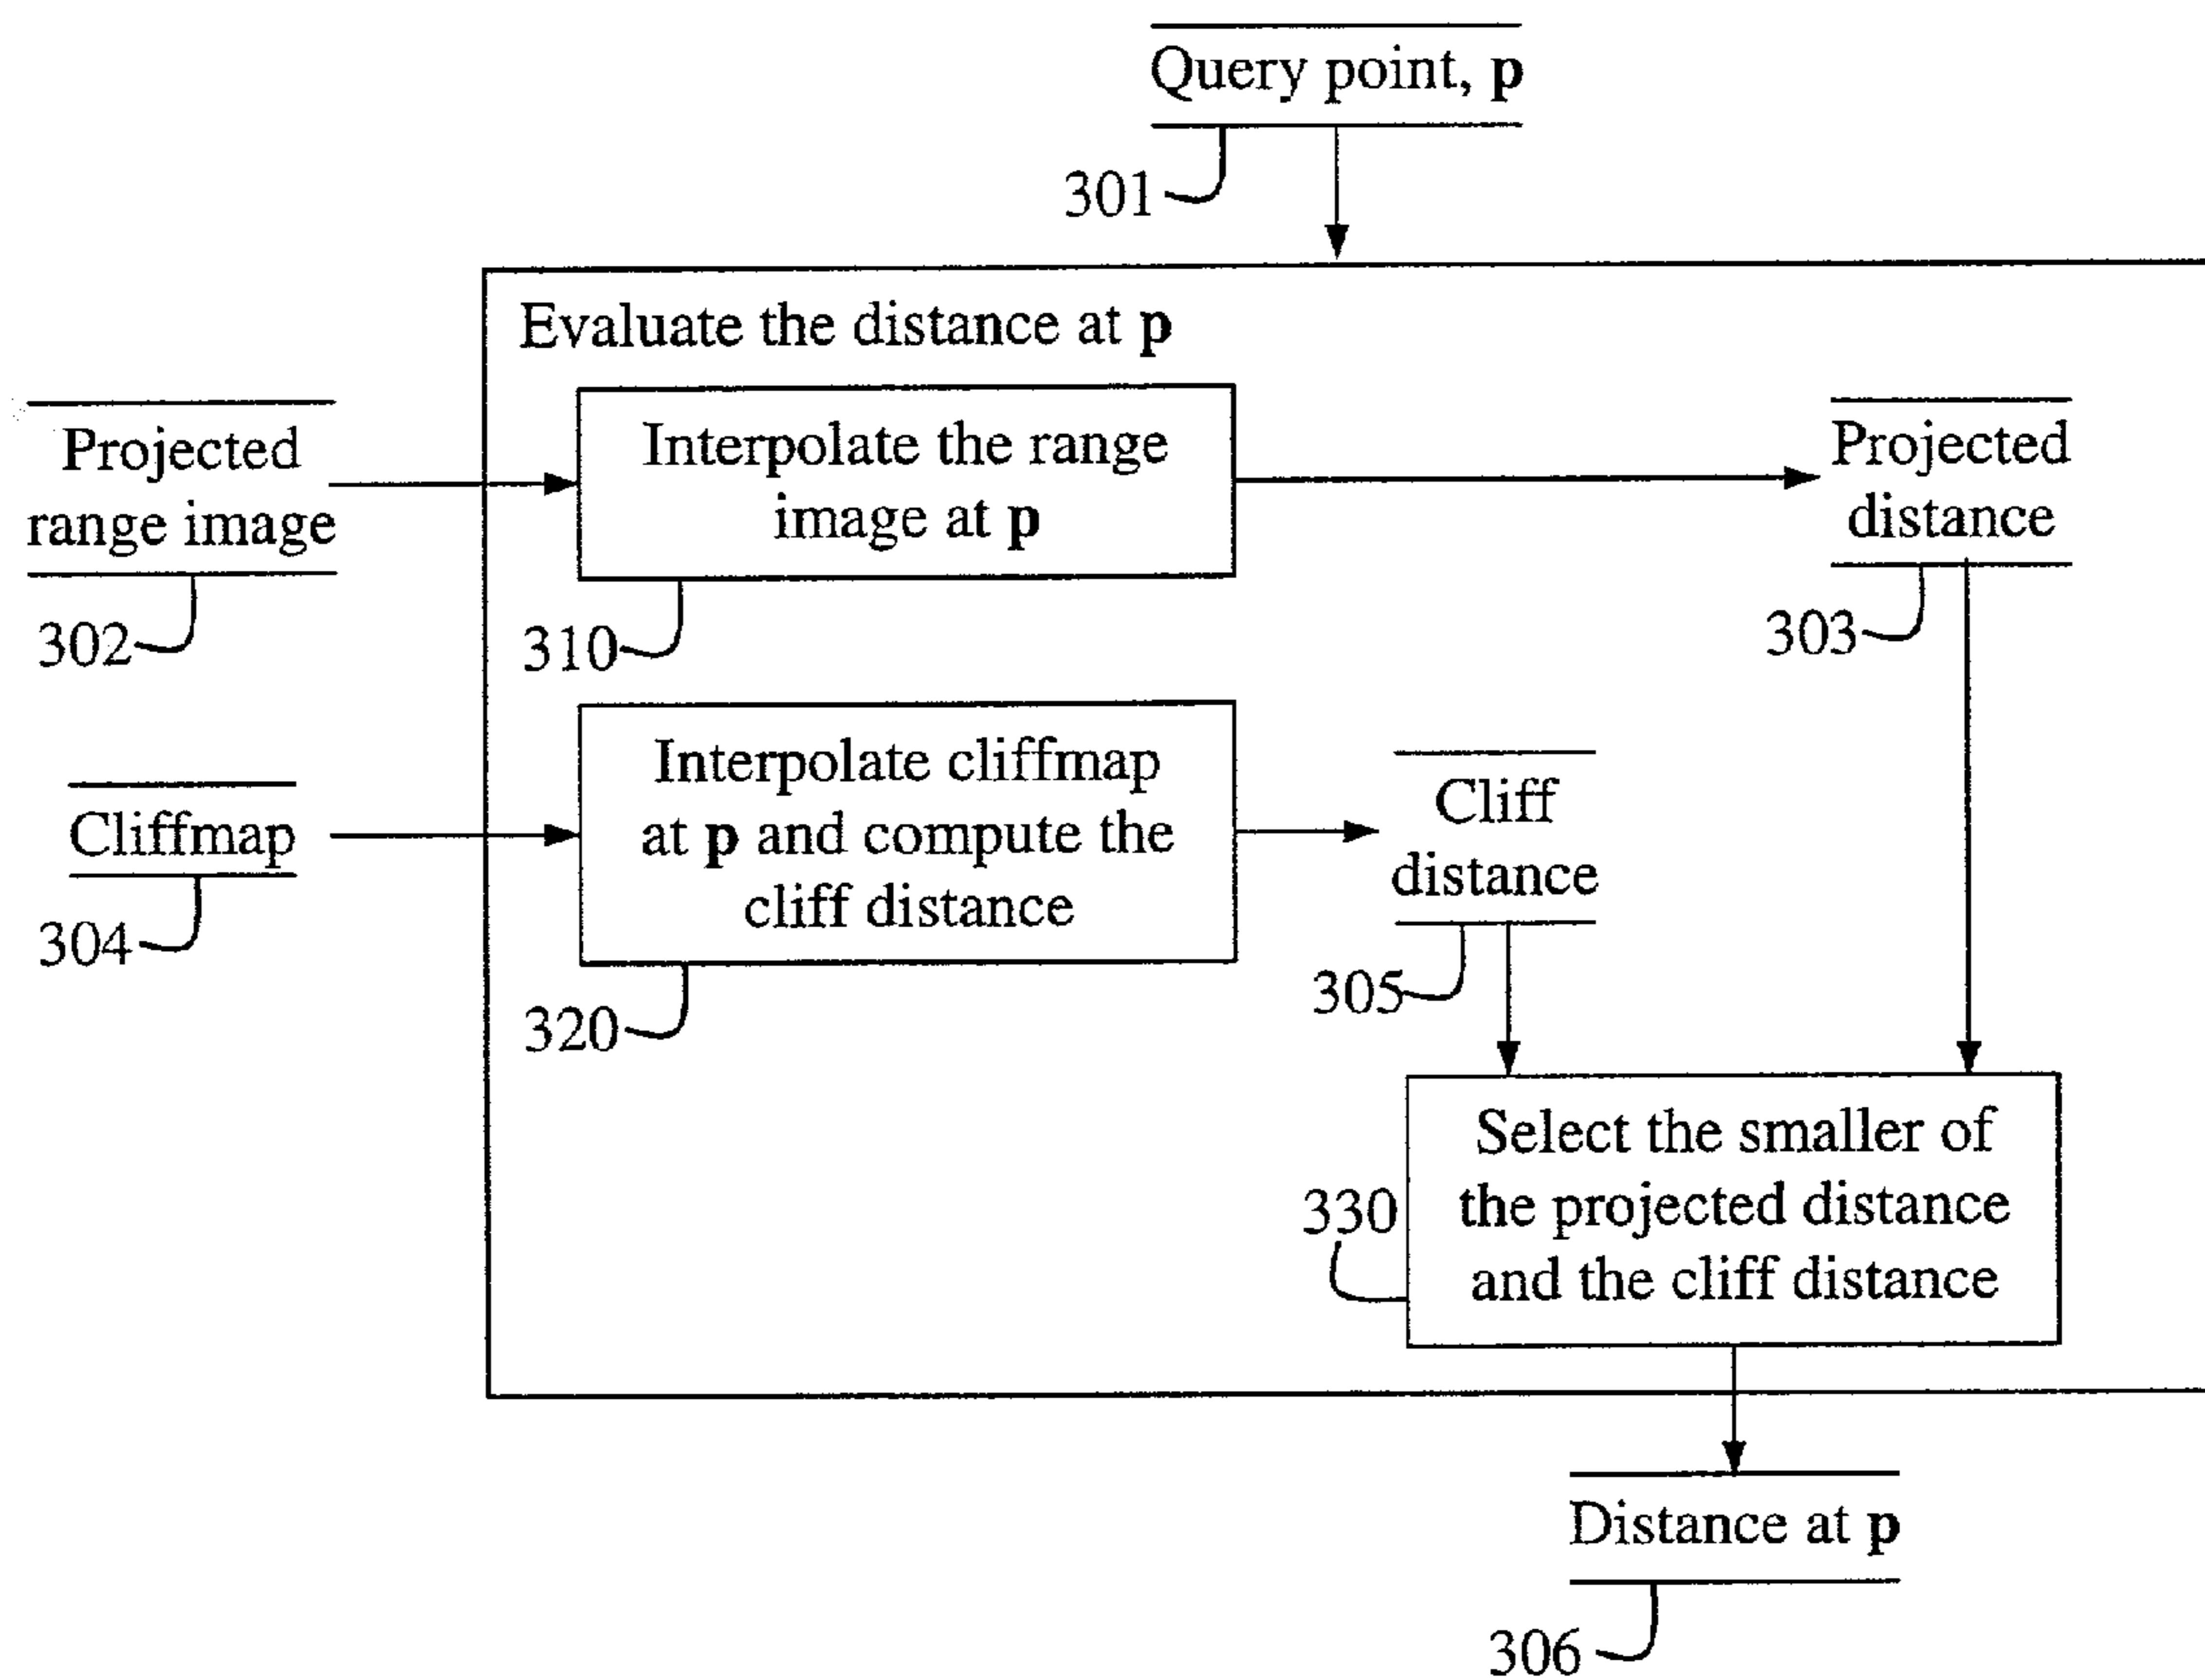 Query point, p
301
Evaluate the distance at p
Projected
range image
302
Interpolate the range
image at p
310
Projected
distance
303
Cliffmap
304
Interpolate cliffmap
at p and compute the
cliff distance
320
Cliff
distance
305
Select the smaller of
the projected distance
and the cliff distance
330
Distance at p
306